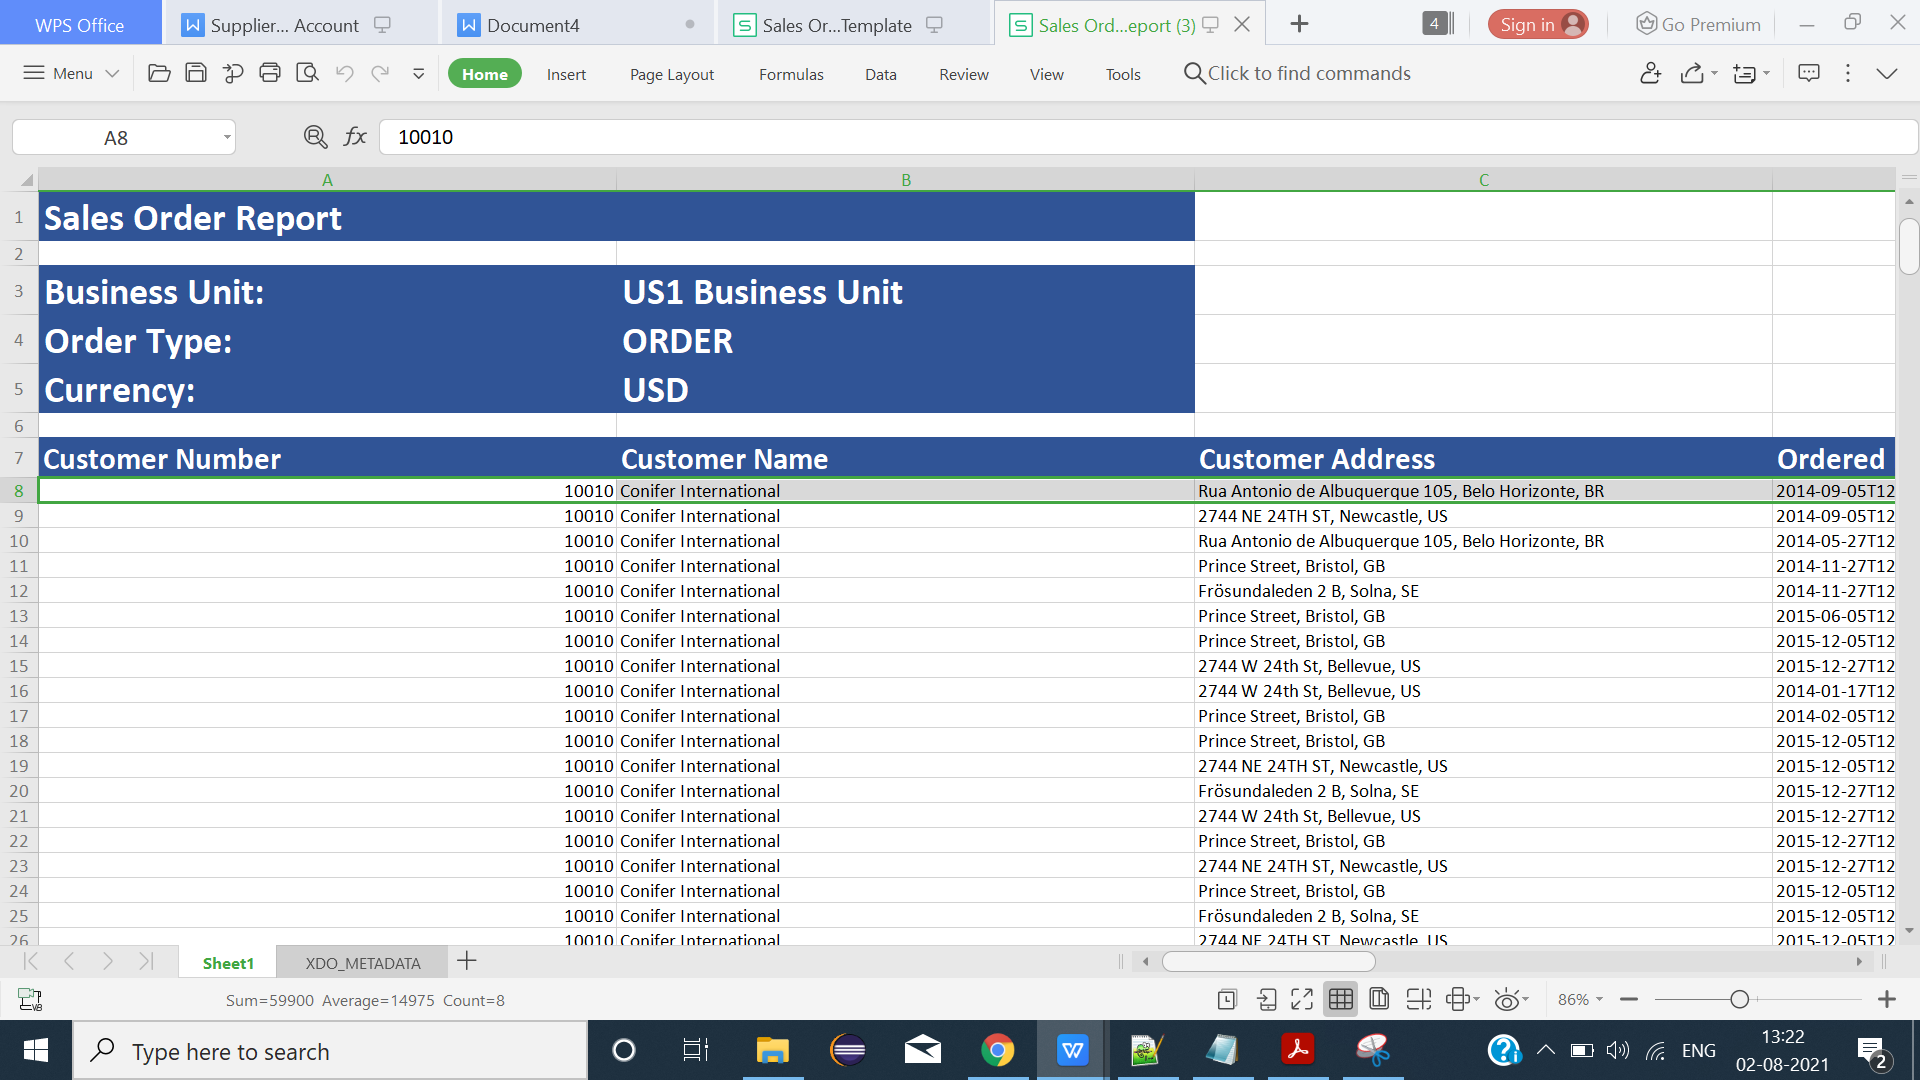 WPS Office Supplier... Account Document4 Sales Or...Template Sales Ord...eport (3) 4 Sign in Go Premium
Menu Home Insert Page Layout Formulas Data Review View Tools Click to find commands
A8 fx 10010
A B C
1 Sales Order Report
2
3 Business Unit: US1 Business Unit
4 Order Type: ORDER
5 Currency: USD
6
7 Customer Number Customer Name Customer Address Ordered
8 10010 Conifer International Rua Antonio de Albuquerque 105, Belo Horizonte, BR 2014-09-05T12
9 10010 Conifer International 2744 NE 24TH ST, Newcastle, US 2014-09-05T12
10 10010 Conifer International Rua Antonio de Albuquerque 105, Belo Horizonte, BR 2014-05-27T12
11 10010 Conifer International Prince Street, Bristol, GB 2014-11-27T12
12 10010 Conifer International Frösundaleden 2 B, Solna, SE 2014-11-27T12
13 10010 Conifer International Prince Street, Bristol, GB 2015-06-05T12
14 10010 Conifer International Prince Street, Bristol, GB 2015-12-05T12
15 10010 Conifer International 2744 W 24th St, Bellevue, US 2015-12-27T12
16 10010 Conifer International 2744 W 24th St, Bellevue, US 2014-01-17T12
17 10010 Conifer International Prince Street, Bristol, GB 2014-02-05T12
18 10010 Conifer International Prince Street, Bristol, GB 2015-12-05T12
19 10010 Conifer International 2744 NE 24TH ST, Newcastle, US 2015-12-05T12
20 10010 Conifer International Frösundaleden 2 B, Solna, SE 2015-12-27T12
21 10010 Conifer International 2744 W 24th St, Bellevue, US 2015-12-27T12
22 10010 Conifer International Prince Street, Bristol, GB 2015-12-27T12
23 10010 Conifer International 2744 NE 24TH ST, Newcastle, US 2015-12-27T12
24 10010 Conifer International Prince Street, Bristol, GB 2015-12-05T12
25 10010 Conifer International Frösundaleden 2 B, Solna, SE 2015-12-05T12
26 10010 Conifer International 2744 NE 24TH ST, Newcastle, US 2015-12-05T12
Sheet1 XDO_METADATA
Sum=59900 Average=14975 Count=8 86%
Type here to search ENG 13:22
02-08-2021 2